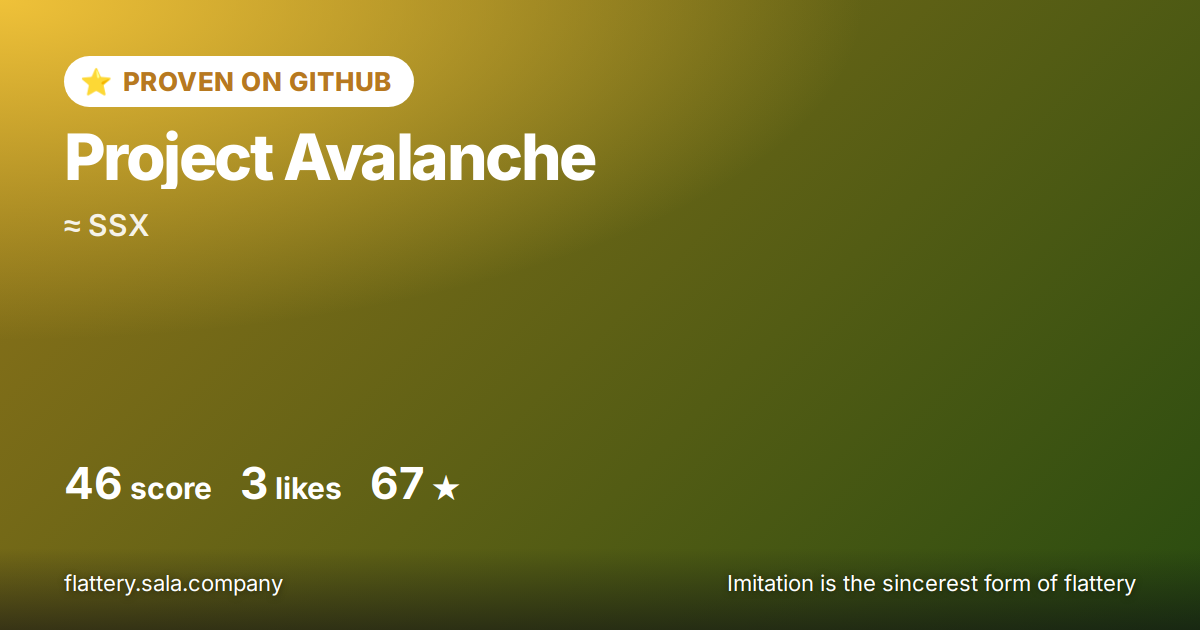 ⭐ PROVEN ON GITHUB
Project Avalanche
≈ SSX
46 score 3 likes 67 ★
flattery.sala.company
Imitation is the sincerest form of flattery